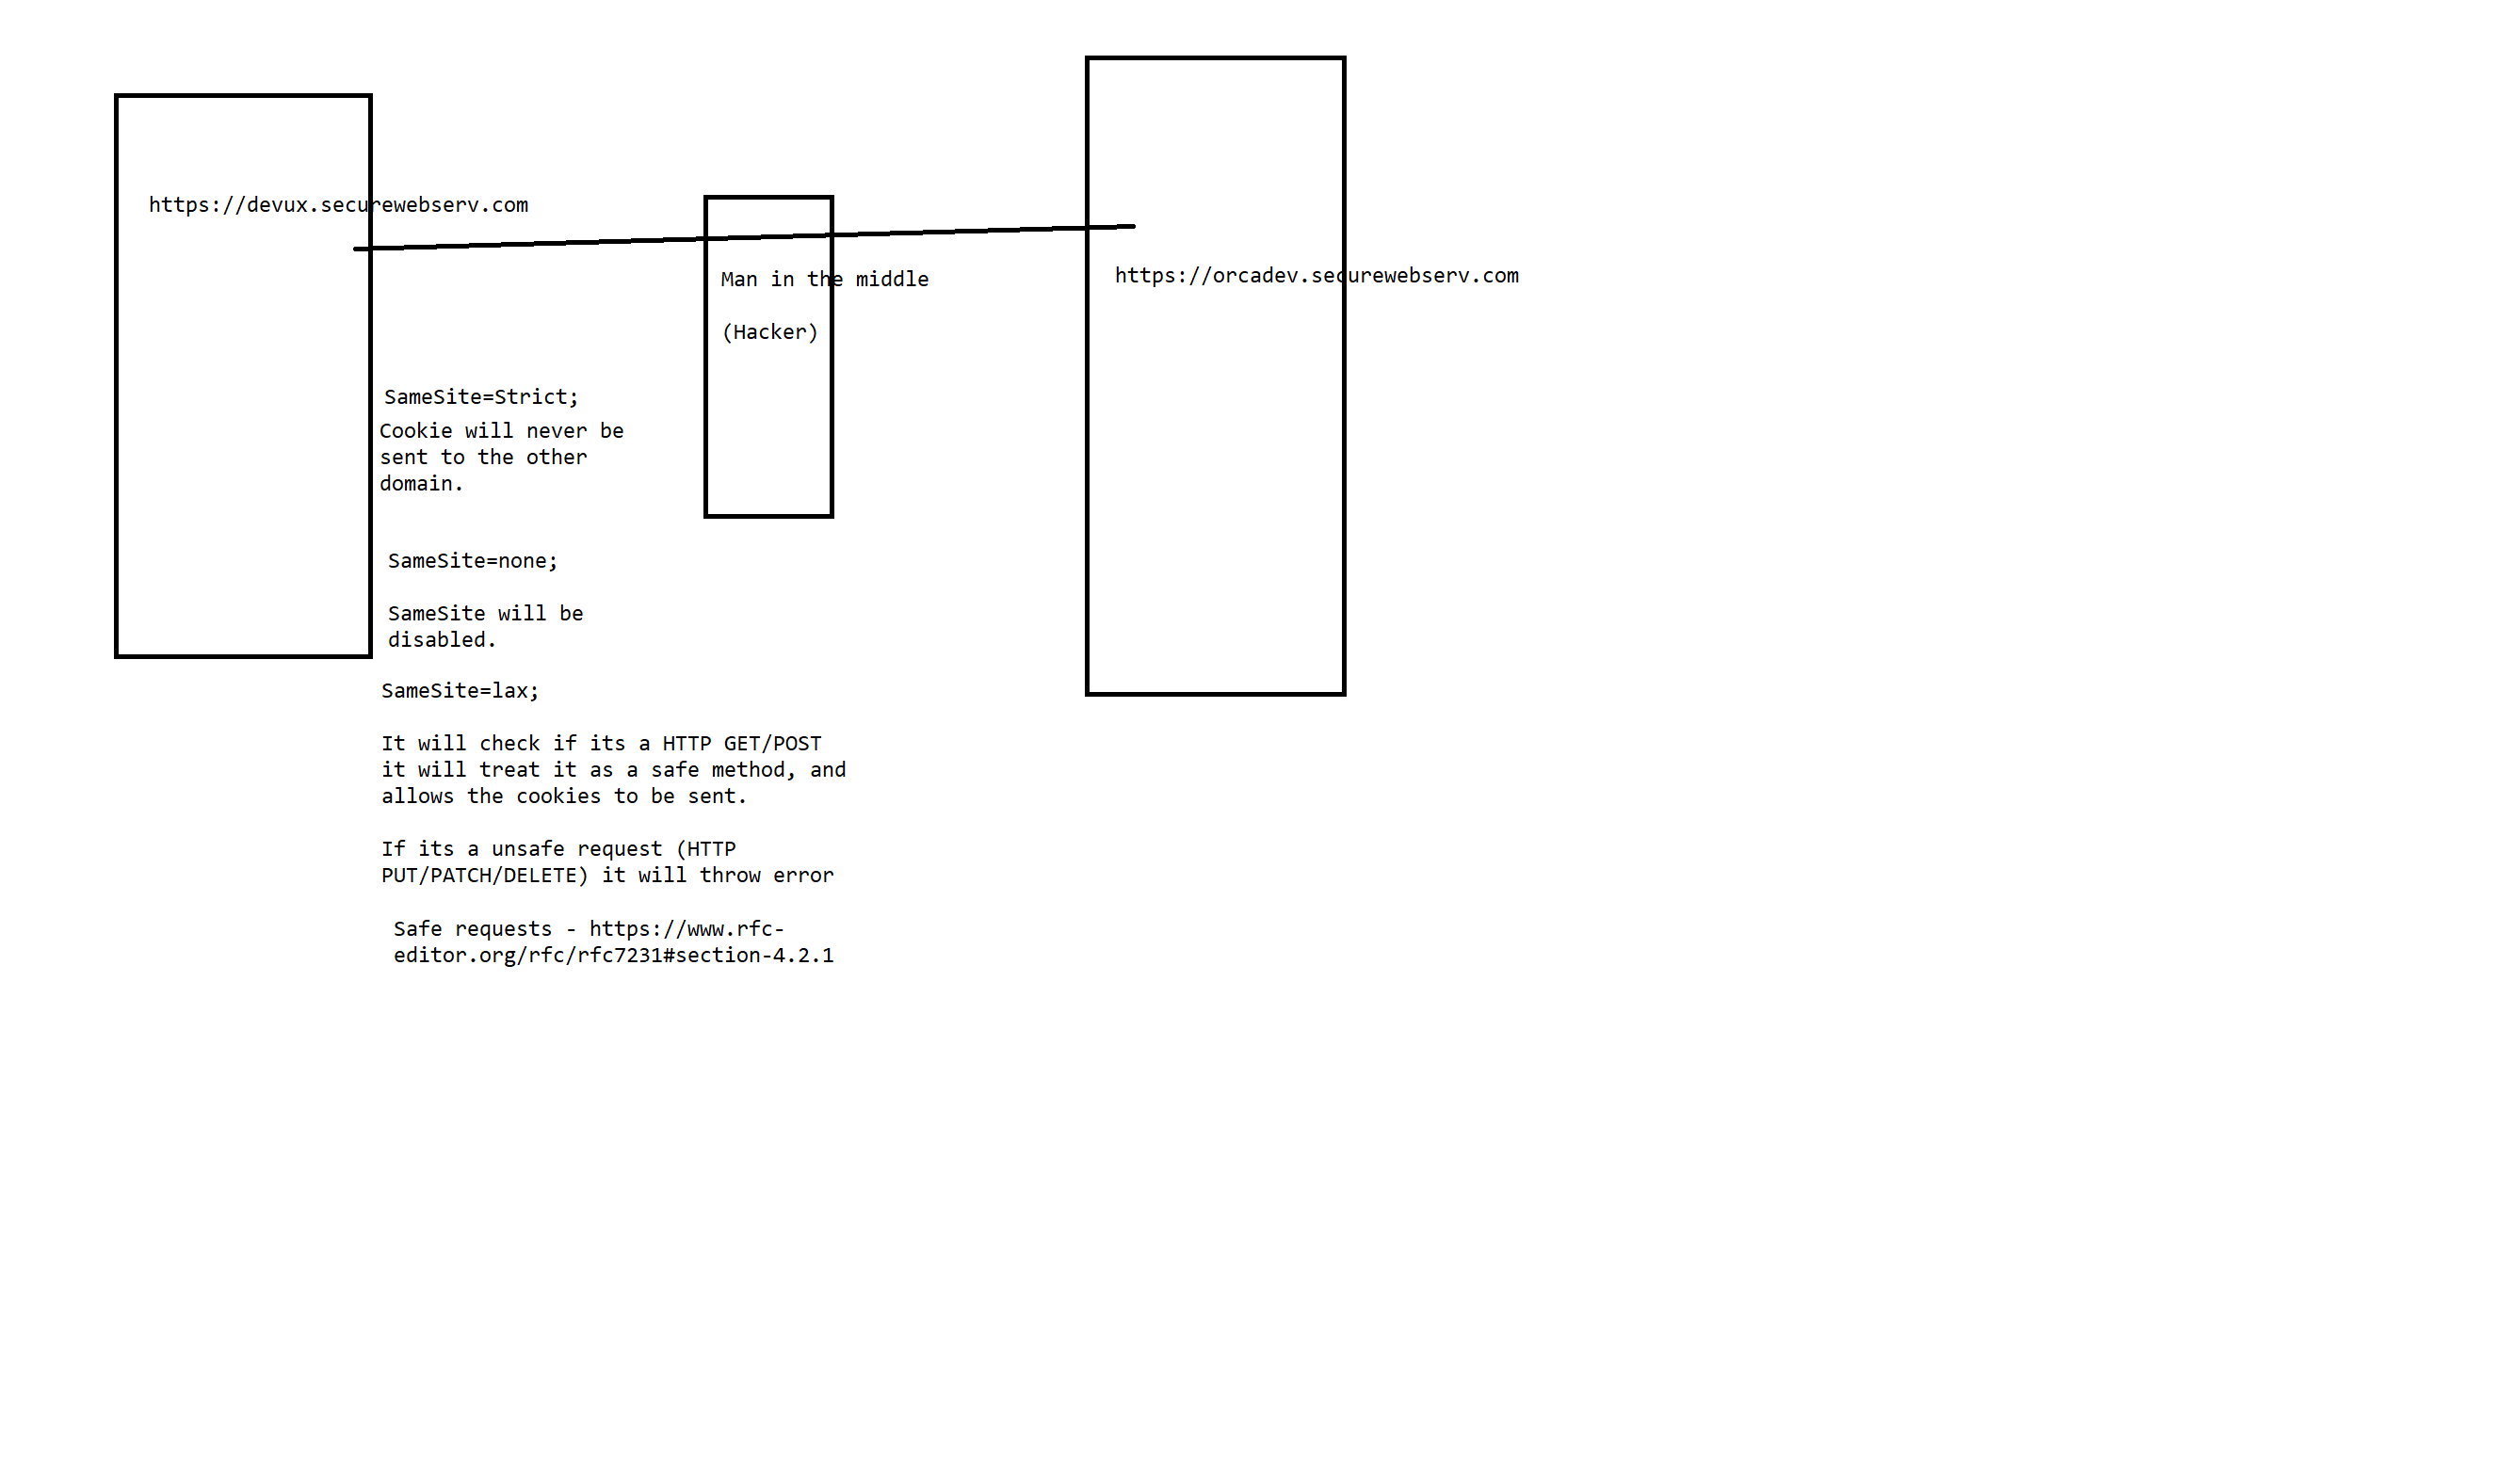 https://devux.securewebserv.com
Man in the middle
(Hacker)
https://orcadev.securewebserv.com
SameSite=Strict;
Cookie will never be
sent to the other
domain.
SameSite=none;
SameSite will be
disabled.
SameSite=lax;
It will check if its a HTTP GET/POST
it will treat it as a safe method, and
allows the cookies to be sent.
If its a unsafe request (HTTP
PUT/PATCH/DELETE) it will throw error
Safe requests - https://www.rfc-
editor.org/rfc/rfc7231#section-4.2.1